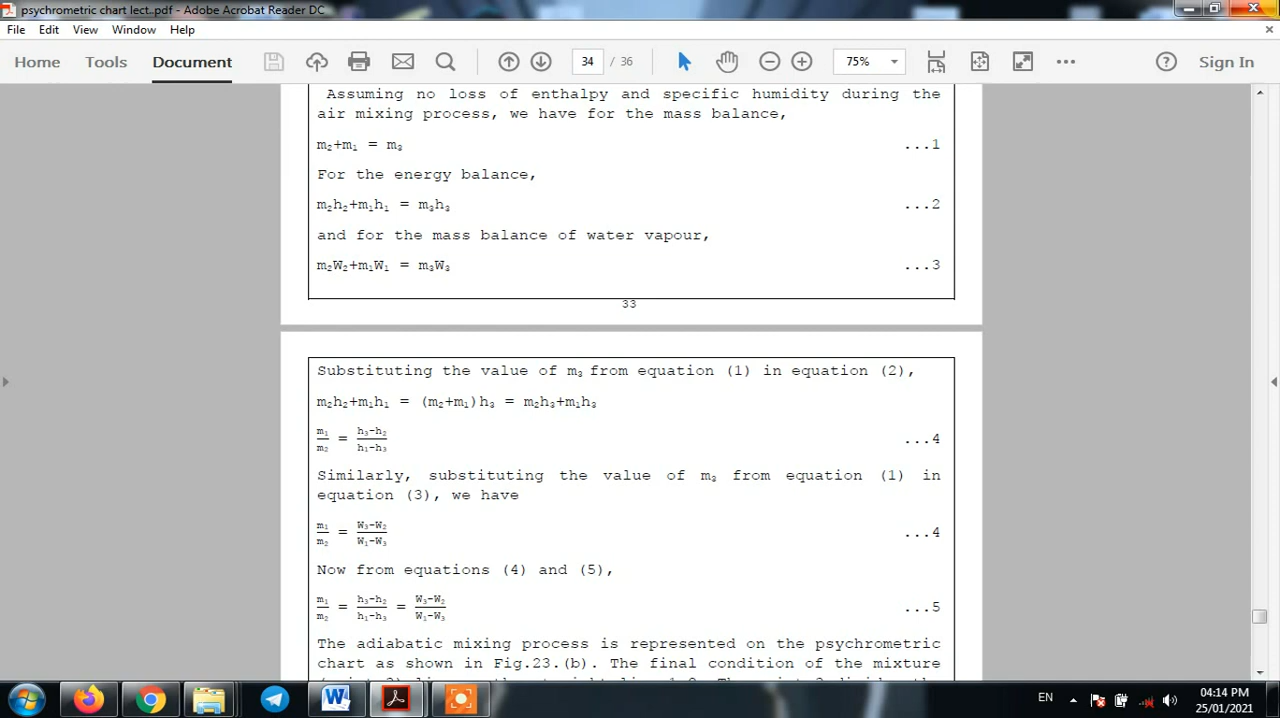 psychrometric chart lect..pdf - Adobe Acrobat Reader DC
File Edit View Window Help
Home Tools Document 34 / 36 75% Sign In
Assuming no loss of enthalpy and specific humidity during the
air mixing process, we have for the mass balance,
m₂+m₁ = m₃ ...1
For the energy balance,
m₂h₂+m₁h₁ = m₃h₃ ...2
and for the mass balance of water vapour,
m₂W₂+m₁W₁ = m₃W₃ ...3
33
Substituting the value of m₃ from equation (1) in equation (2),
m₂h₂+m₁h₁ = (m₂+m₁)h₃ = m₂h₃+m₁h₃
m₁/m₂ = h₃-h₂/h₁-h₃ ...4
Similarly, substituting the value of m₃ from equation (1) in
equation (3), we have
m₁/m₂ = W₃-W₂/W₁-W₃ ...4
Now from equations (4) and (5),
m₁/m₂ = h₃-h₂/h₁-h₃ = W₃-W₂/W₁-W₃ ...5
The adiabatic mixing process is represented on the psychrometric
chart as shown in Fig.23.(b). The final condition of the mixture
EN 04:14 PM
25/01/2021